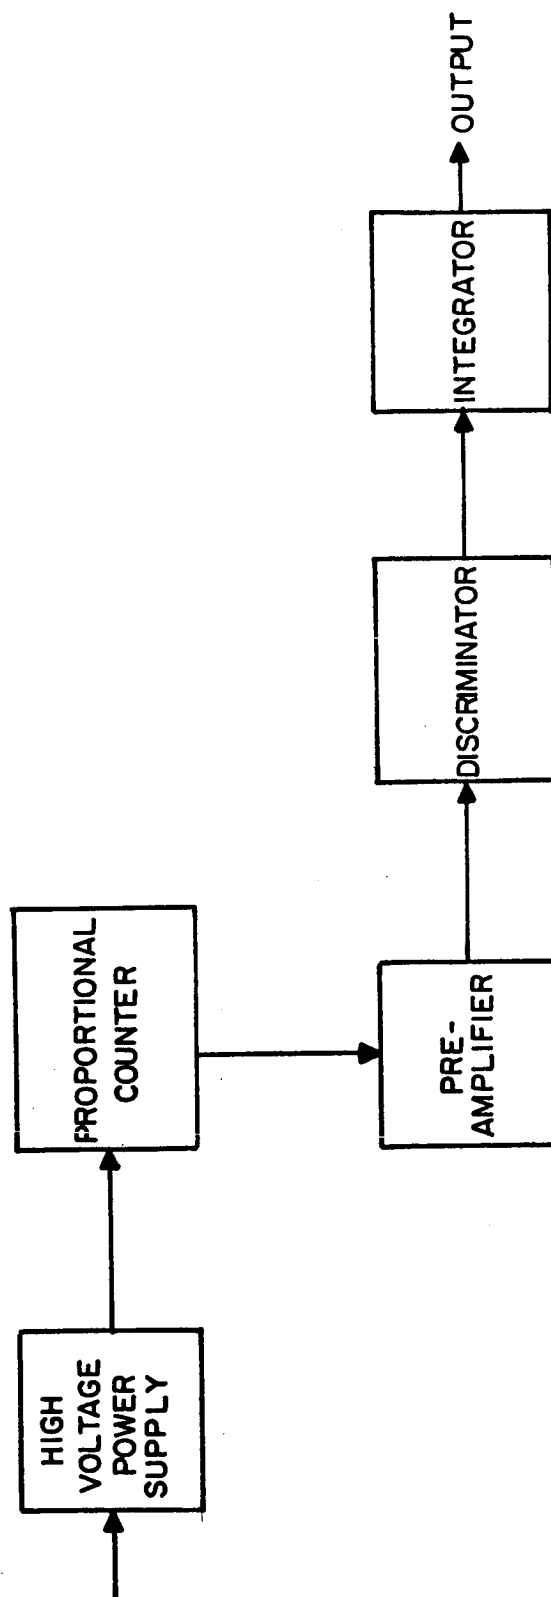 HIGH
VOLTAGE
POWER
SUPPLY
PROPORTIONAL
COUNTER
PRE-
AMPLIFIER
DISCRIMINATOR
INTEGRATOR
OUTPUT